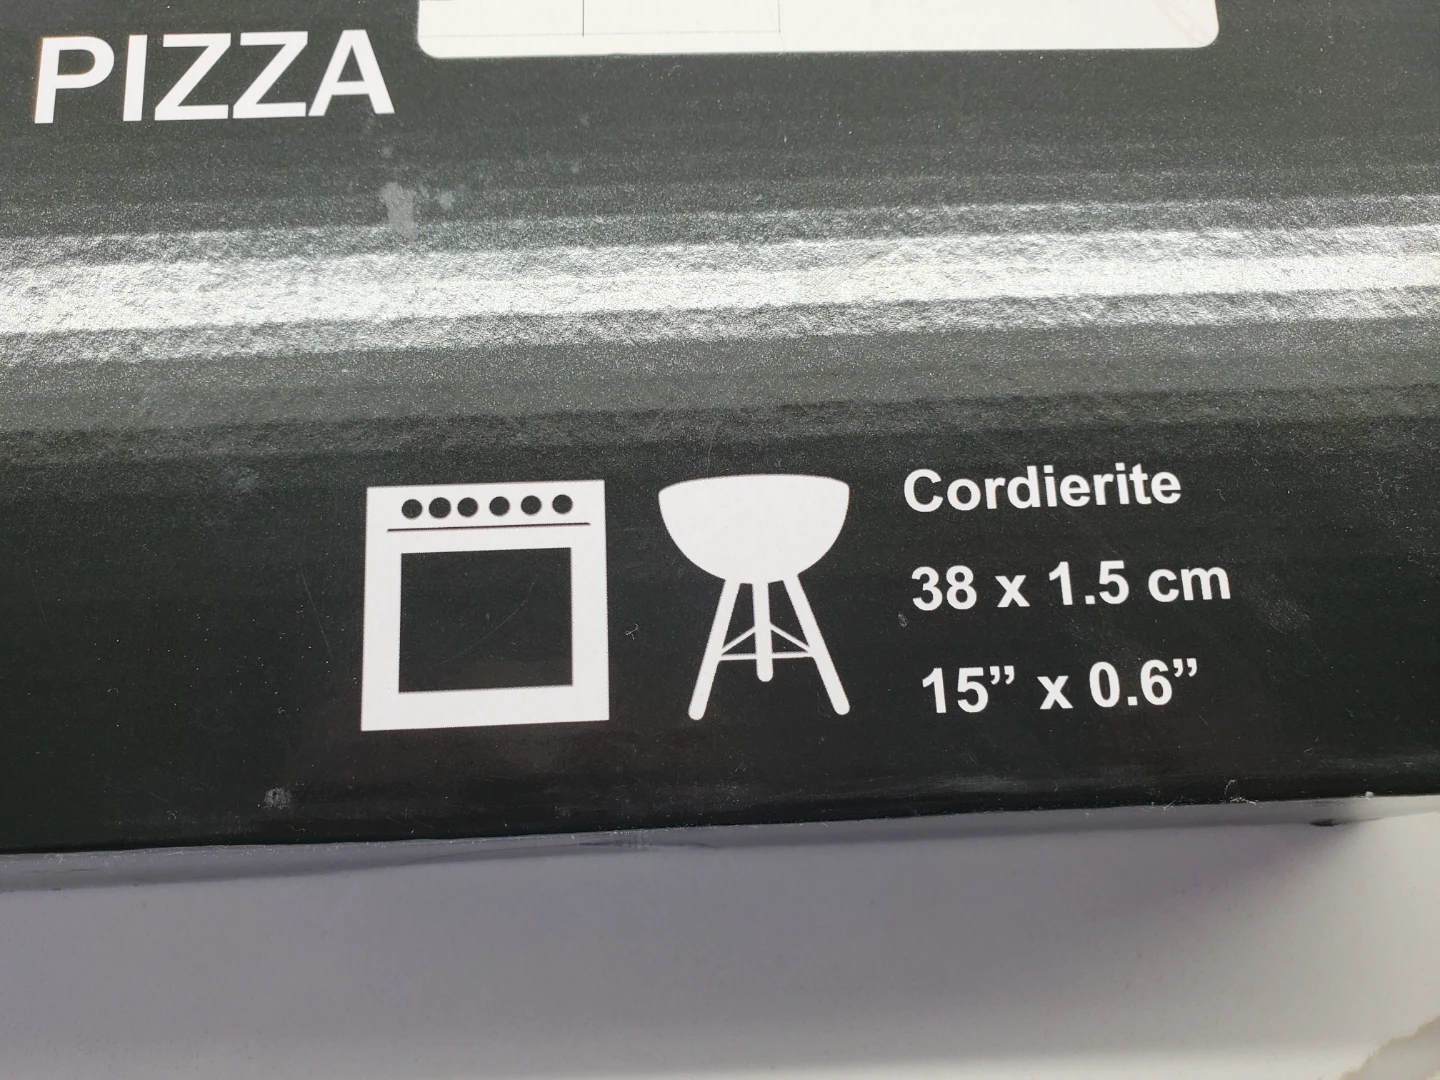 PIZZA
Cordierite
38 x 1.5 cm
15” x 0.6”